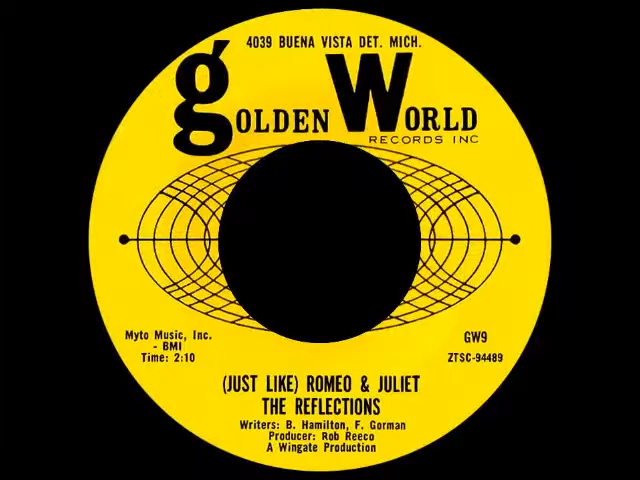 4039 BUENA VISTA DET. MICH.
golden World
RECORDS INC
Myto Music, Inc.
- BMI
Time: 2:10
GW9
ZTSC-94489
(JUST LIKE) ROMEO & JULIET
THE REFLECTIONS
Writers: B. Hamilton, F. Gorman
Producer: Rob Reeco
A Wingate Production